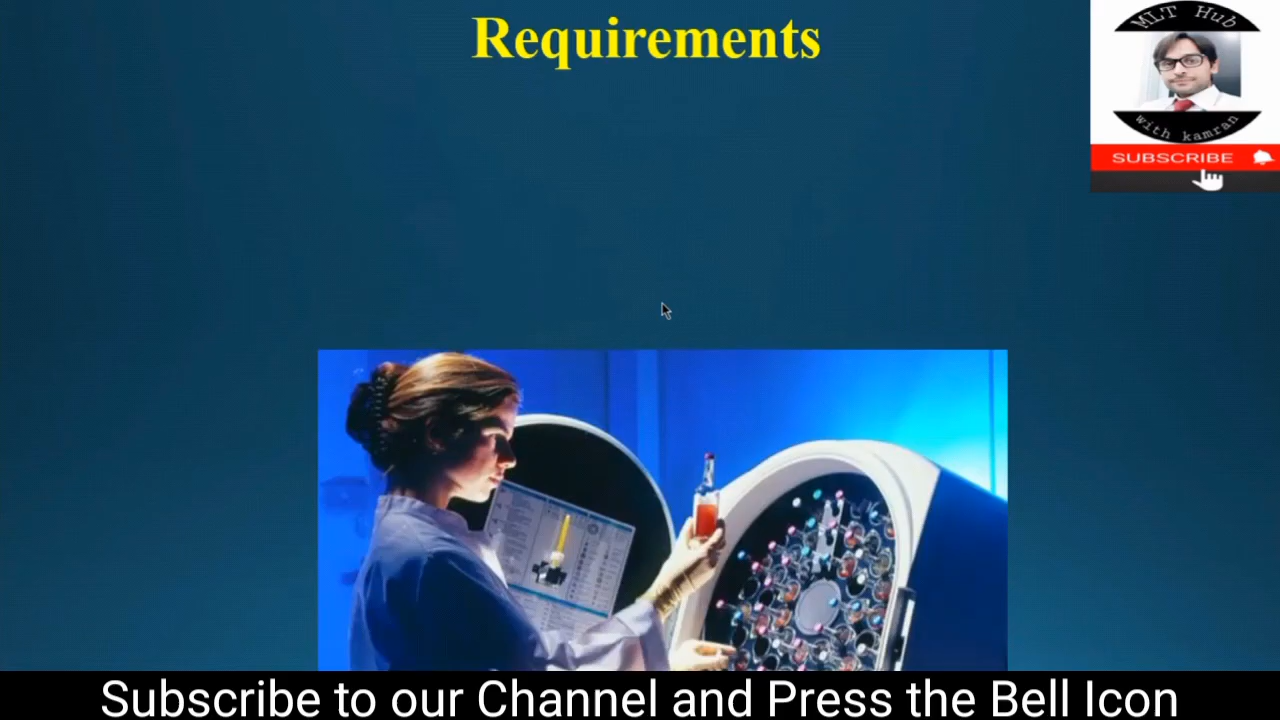 Requirements
MLT Hub
with kamran
SUBSCRIBE
Subscribe to our Channel and Press the Bell Icon